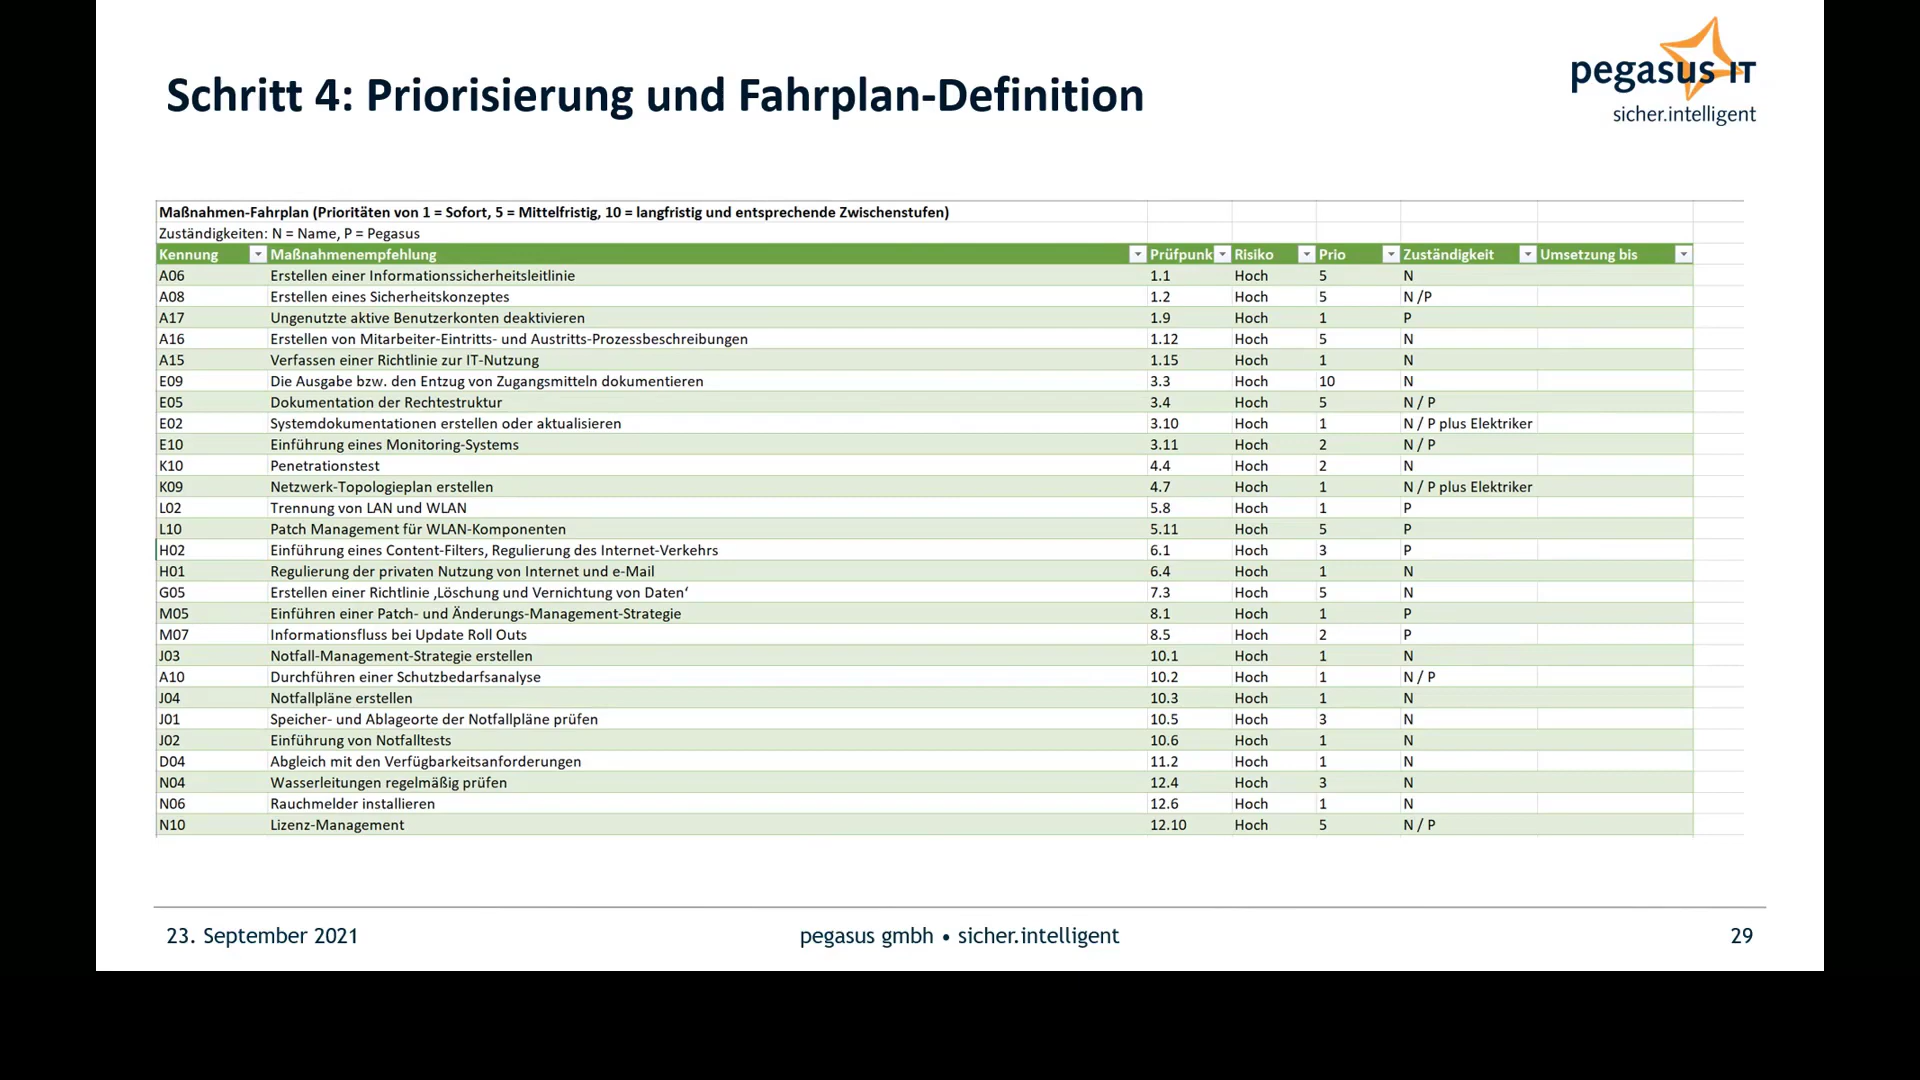 pegasus IT
sicher.intelligent
Schritt 4: Priorisierung und Fahrplan-Definition
Maßnahmen-Fahrplan (Prioritäten von 1 = Sofort, 5 = Mittelfristig, 10 = langfristig und entsprechende Zwischenstufen)
Zuständigkeiten: N = Name, P = Pegasus
Kennung Maßnahmenempfehlung Prüfpunk Risiko Prio Zuständigkeit Umsetzung bis
A06 Erstellen einer Informationssicherheitsleitlinie 1.1 Hoch 5 N
A08 Erstellen eines Sicherheitskonzeptes 1.2 Hoch 5 N /P
A17 Ungenutzte aktive Benutzerkonten deaktivieren 1.9 Hoch 1 P
A16 Erstellen von Mitarbeiter-Eintritts- und Austritts-Prozessbeschreibungen 1.12 Hoch 5 N
A15 Verfassen einer Richtlinie zur IT-Nutzung 1.15 Hoch 1 N
E09 Die Ausgabe bzw. den Entzug von Zugangsmitteln dokumentieren 3.3 Hoch 10 N
E05 Dokumentation der Rechtestruktur 3.4 Hoch 5 N / P
E02 Systemdokumentationen erstellen oder aktualisieren 3.10 Hoch 1 N / P plus Elektriker
E10 Einführung eines Monitoring-Systems 3.11 Hoch 2 N / P
K10 Penetrationstest 4.4 Hoch 2 N
K09 Netzwerk-Topologieplan erstellen 4.7 Hoch 1 N / P plus Elektriker
L02 Trennung von LAN und WLAN 5.8 Hoch 1 P
L10 Patch Management für WLAN-Komponenten 5.11 Hoch 5 P
H02 Einführung eines Content-Filters, Regulierung des Internet-Verkehrs 6.1 Hoch 3 P
H01 Regulierung der privaten Nutzung von Internet und e-Mail 6.4 Hoch 1 N
G05 Erstellen einer Richtlinie ‚Löschung und Vernichtung von Daten‘ 7.3 Hoch 5 N
M05 Einführen einer Patch- und Änderungs-Management-Strategie 8.1 Hoch 1 P
M07 Informationsfluss bei Update Roll Outs 8.5 Hoch 2 P
J03 Notfall-Management-Strategie erstellen 10.1 Hoch 1 N
A10 Durchführen einer Schutzbedarfsanalyse 10.2 Hoch 1 N / P
J04 Notfallpläne erstellen 10.3 Hoch 1 N
J01 Speicher- und Ablageorte der Notfallpläne prüfen 10.5 Hoch 3 N
J02 Einführung von Notfalltests 10.6 Hoch 1 N
D04 Abgleich mit den Verfügbarkeitsanforderungen 11.2 Hoch 1 N
N04 Wasserleitungen regelmäßig prüfen 12.4 Hoch 3 N
N06 Rauchmelder installieren 12.6 Hoch 1 N
N10 Lizenz-Management 12.10 Hoch 5 N / P
23. September 2021 pegasus gmbh • sicher.intelligent 29